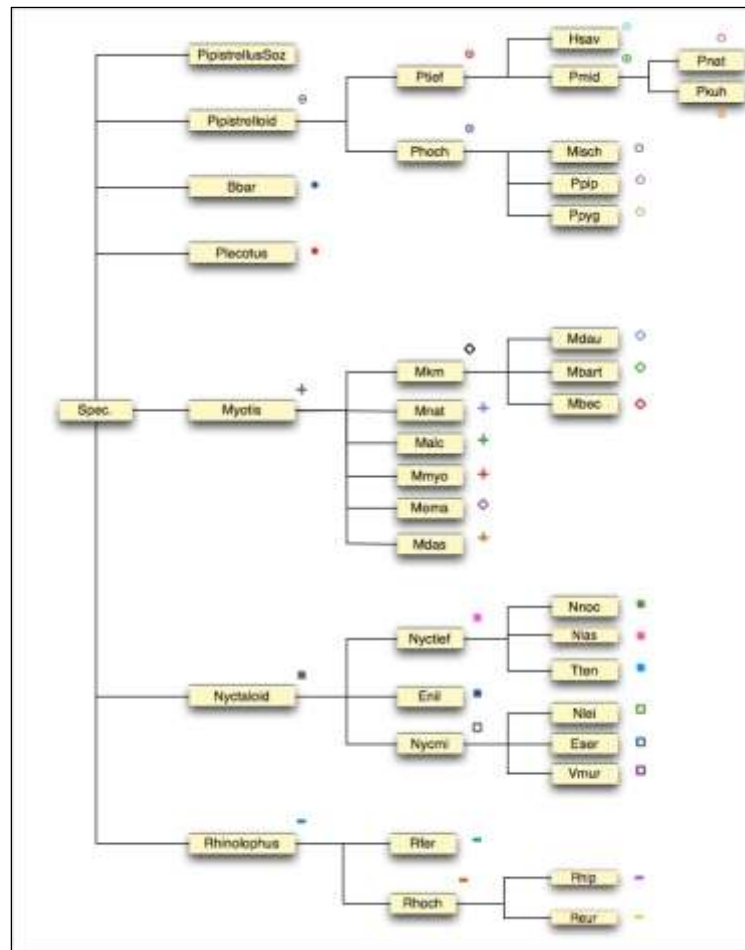 PipistrellusSoz
Pipistrelloid
Ptief
Hsav
Pmid
Pnat
Pkuh
Phoch
Misch
Ppip
Ppyg
Bbar
Plecotus
Spec.
Myotis
Mkm
Mdau
Mbart
Mbec
Mnat
Malc
Mmyo
Mema
Mdas
Nyctaloid
Nyctief
Nnoc
Nlas
Tten
Enil
Nycmi
Nlei
Eser
Vmur
Rhinolophus
Rfer
Rhoch
Rhip
Reur